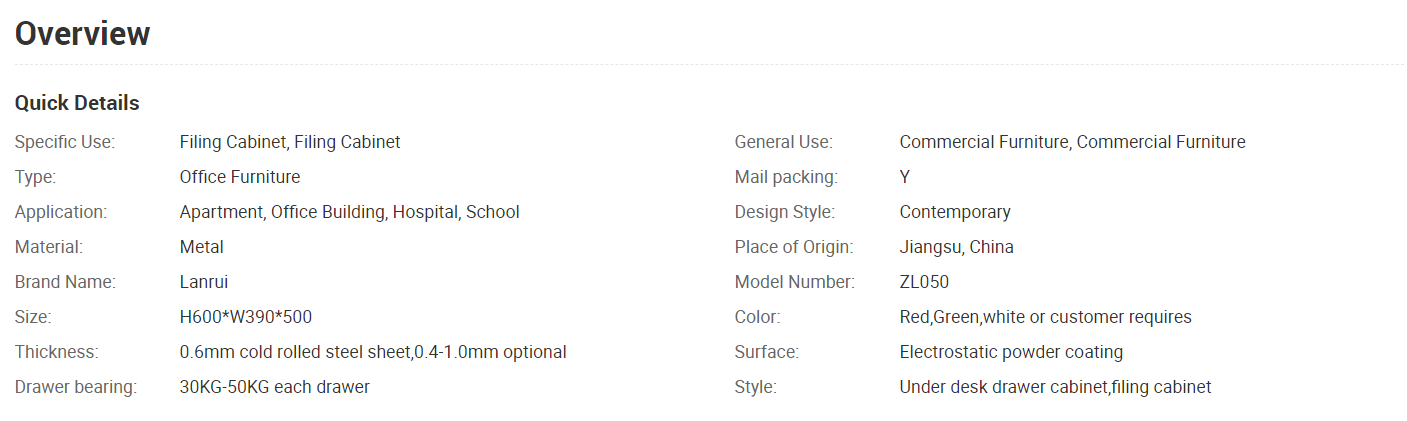 Overview
Quick Details
Specific Use: Filing Cabinet, Filing Cabinet General Use: Commercial Furniture, Commercial Furniture
Type: Office Furniture Mail packing: Y
Application: Apartment, Office Building, Hospital, School Design Style: Contemporary
Material: Metal Place of Origin: Jiangsu, China
Brand Name: Lanrui Model Number: ZL050
Size: H600*W390*500 Color: Red,Green,white or customer requires
Thickness: 0.6mm cold rolled steel sheet,0.4-1.0mm optional Surface: Electrostatic powder coating
Drawer bearing: 30KG-50KG each drawer Style: Under desk drawer cabinet,filing cabinet